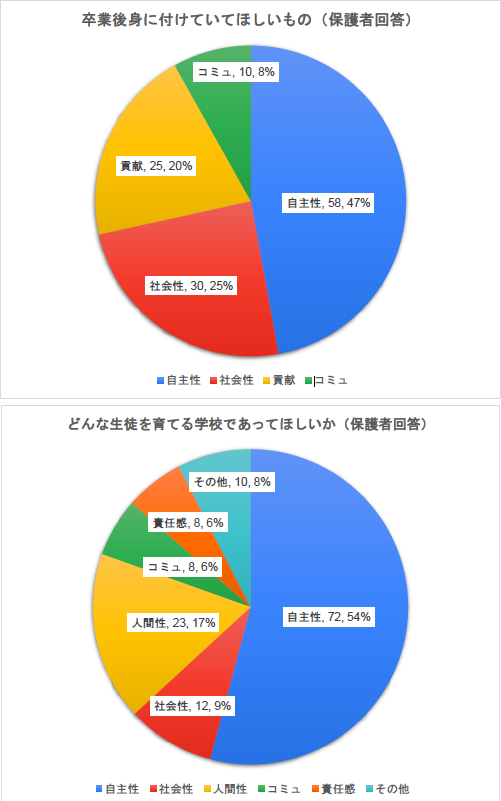 卒業後身に付けていてほしいもの（保護者回答）
コミュ, 10, 8%
貢献, 25, 20%
自主性, 58, 47%
社会性, 30, 25%
自主性 社会性 貢献 コミュ
どんな生徒を育てる学校であってほしいか（保護者回答）
その他, 10, 8%
責任感, 8, 6%
コミュ, 8, 6%
自主性, 72, 54%
人間性, 23, 17%
社会性, 12, 9%
自主性 社会性 人間性 コミュ 責任感 その他